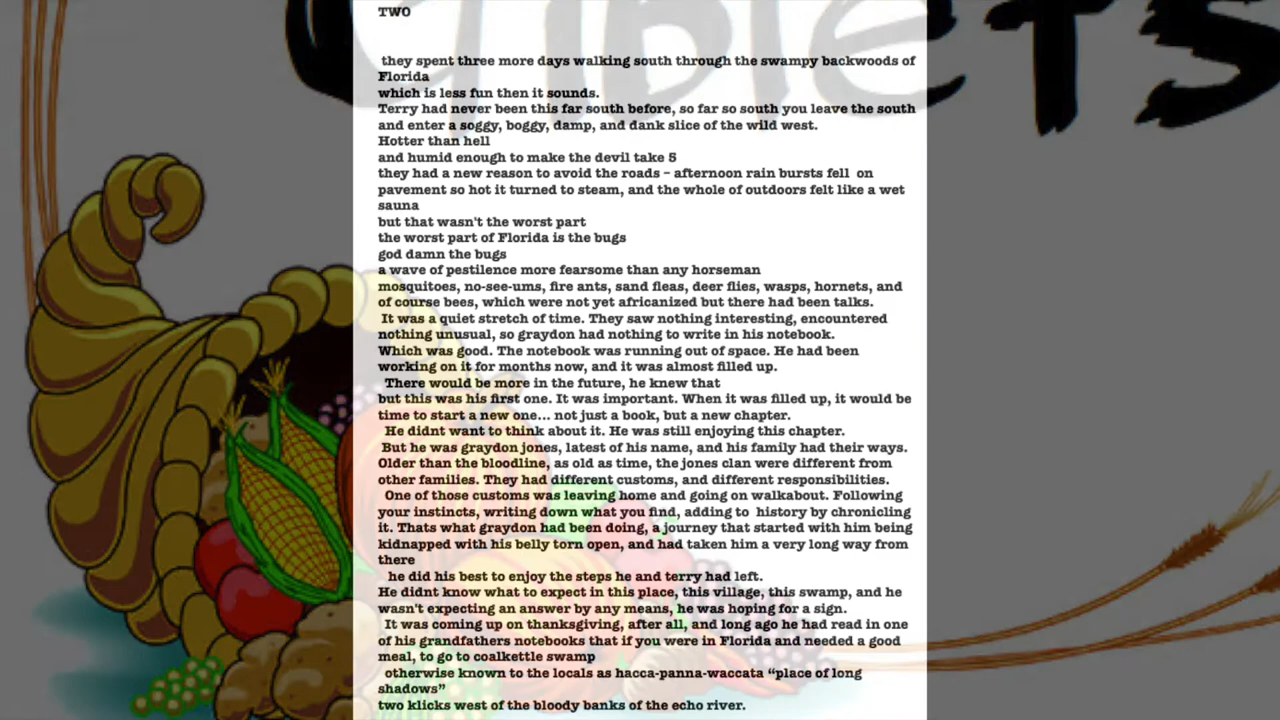 Giblets
TWO
they spent three more days walking south through the swampy backwoods of
Florida
which is less fun then it sounds.
Terry had never been this far south before, so far so south you leave the south
and enter a soggy, boggy, damp, and dank slice of the wild west.
Hotter than hell
and humid enough to make the devil take 5
they had a new reason to avoid the roads – afternoon rain bursts fell on
pavement so hot it turned to steam, and the whole of outdoors felt like a wet
sauna
but that wasn't the worst part
the worst part of Florida is the bugs
god damn the bugs
a wave of pestilence more fearsome than any horseman
mosquitoes, no-see-ums, fire ants, sand fleas, deer flies, wasps, hornets, and
of course bees, which were not yet africanized but there had been talks.
It was a quiet stretch of time. They saw nothing interesting, encountered
nothing unusual, so graydon had nothing to write in his notebook.
Which was good. The notebook was running out of space. He had been
working on it for months now, and it was almost filled up.
There would be more in the future, he knew that
but this was his first one. It was important. When it was filled up, it would be
time to start a new one... not just a book, but a new chapter.
He didnt want to think about it. He was still enjoying this chapter.
But he was graydon jones, latest of his name, and his family had their ways.
Older than the bloodline, as old as time, the jones clan were different from
other families. They had different customs, and different responsibilities.
One of those customs was leaving home and going on walkabout. Following
your instincts, writing down what you find, adding to history by chronicling
it. Thats what graydon had been doing, a journey that started with him being
kidnapped with his belly torn open, and had taken him a very long way from
there
he did his best to enjoy the steps he and terry had left.
He didnt know what to expect in this place, this village, this swamp, and he
wasn't expecting an answer by any means, he was hoping for a sign.
It was coming up on thanksgiving, after all, and long ago he had read in one
of his grandfathers notebooks that if you were in Florida and needed a good
meal, to go to coalkettle swamp
otherwise known to the locals as hacca-panna-waccata “place of long
shadows”
two klicks west of the bloody banks of the echo river.